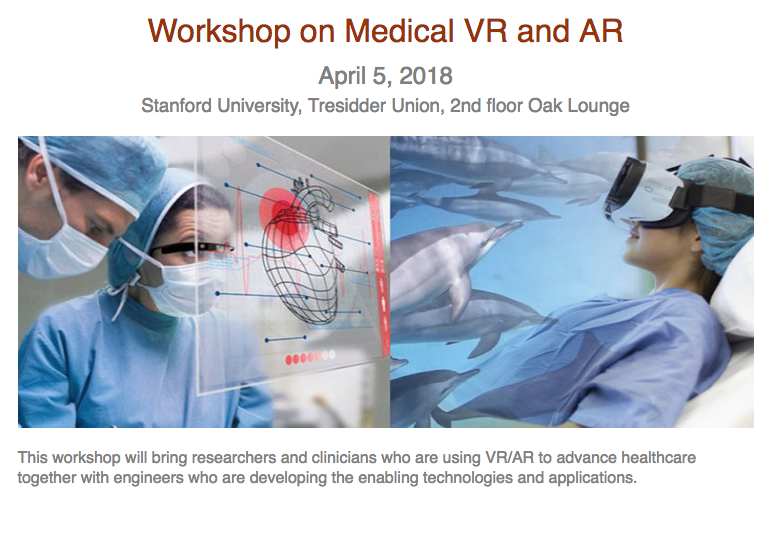 Workshop on Medical VR and AR
April 5, 2018
Stanford University, Tresidder Union, 2nd floor Oak Lounge
This workshop will bring researchers and clinicians who are using VR/AR to advance healthcare
together with engineers who are developing the enabling technologies and applications.